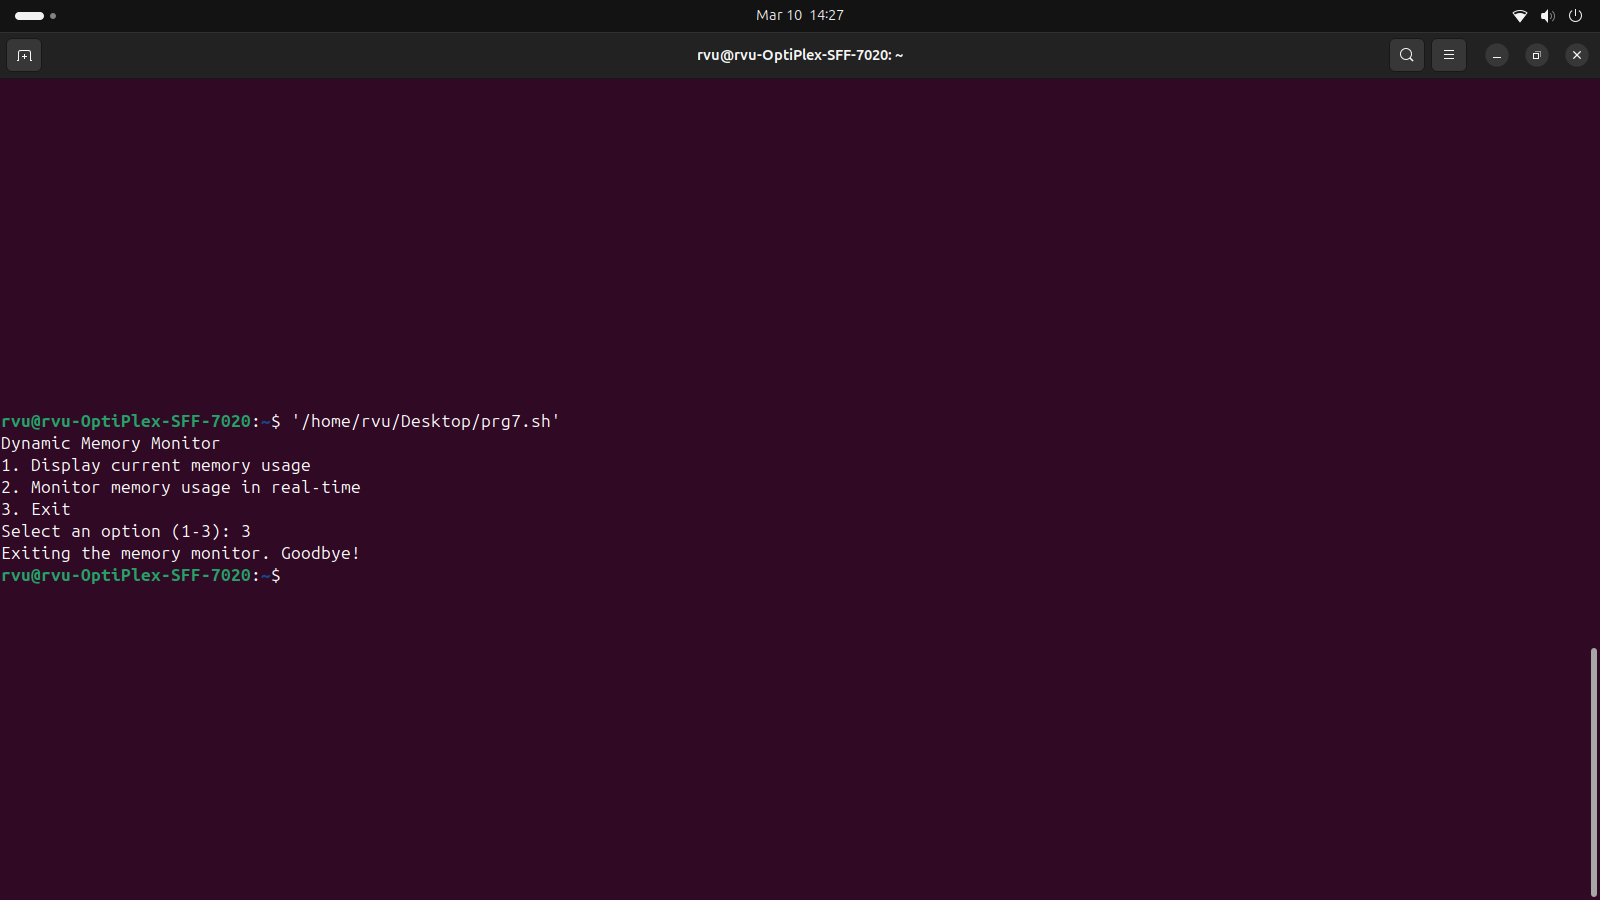 Mar 10 14:27
rvu@rvu-OptiPlex-SFF-7020: ~
rvu@rvu-OptiPlex-SFF-7020:~$ '/home/rvu/Desktop/prg7.sh'
Dynamic Memory Monitor
1. Display current memory usage
2. Monitor memory usage in real-time
3. Exit
Select an option (1-3): 3
Exiting the memory monitor. Goodbye!
rvu@rvu-OptiPlex-SFF-7020:~$